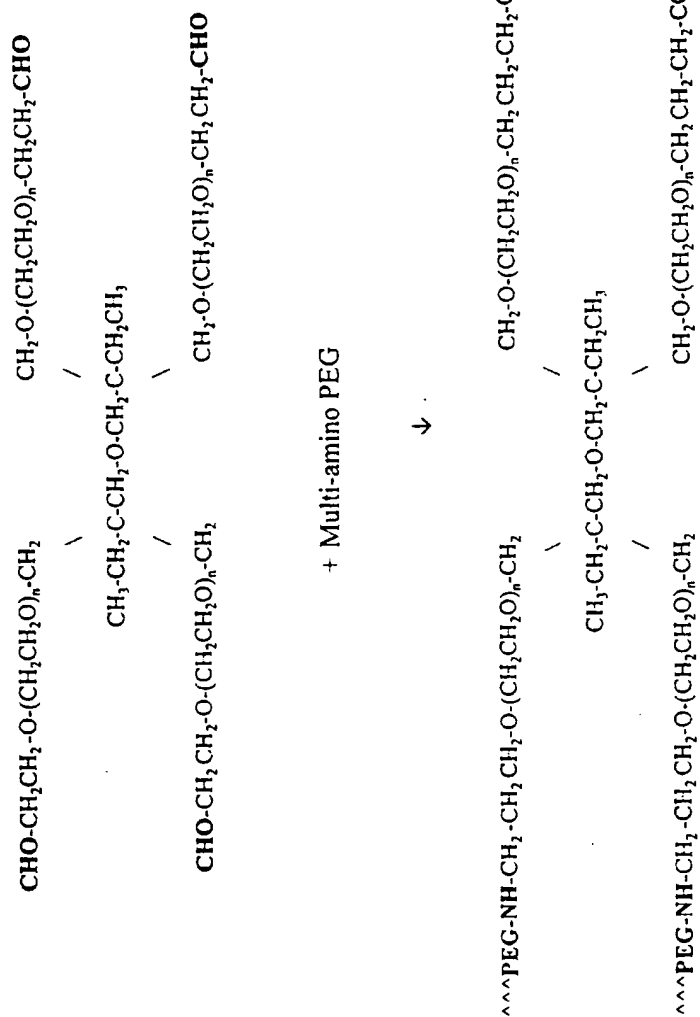 CHO-CH₂CH₂-O-(CH₂CH₂O)ₙ-CH₂ CH₂-O-(CH₂CH₂O)ₙ-CH₂CH₂-CHO
\ /
CH₃-CH₂-C-CH₂-O-CH₂-C-CH₂CH₃
/ \
CHO-CH₂CH₂-O-(CH₂CH₂O)ₙ-CH₂ CH₂-O-(CH₂CH₂O)ₙ-CH₂CH₂-CHO
+ Multi-amino PEG
↓
^^^PEG-NH-CH₂-CH₂CH₂-O-(CH₂CH₂O)ₙ-CH₂ CH₂-O-(CH₂CH₂O)ₙ-CH₂CH₂-CH₂-
\ /
CH₃-CH₂-C-CH₂-O-CH₂-C-CH₂CH₃
/ \
^^^PEG-NH-CH₂-CH₂CH₂-O-(CH₂CH₂O)ₙ-CH₂ CH₂-O-(CH₂CH₂O)ₙ-CH₂CH₂-CH₂-